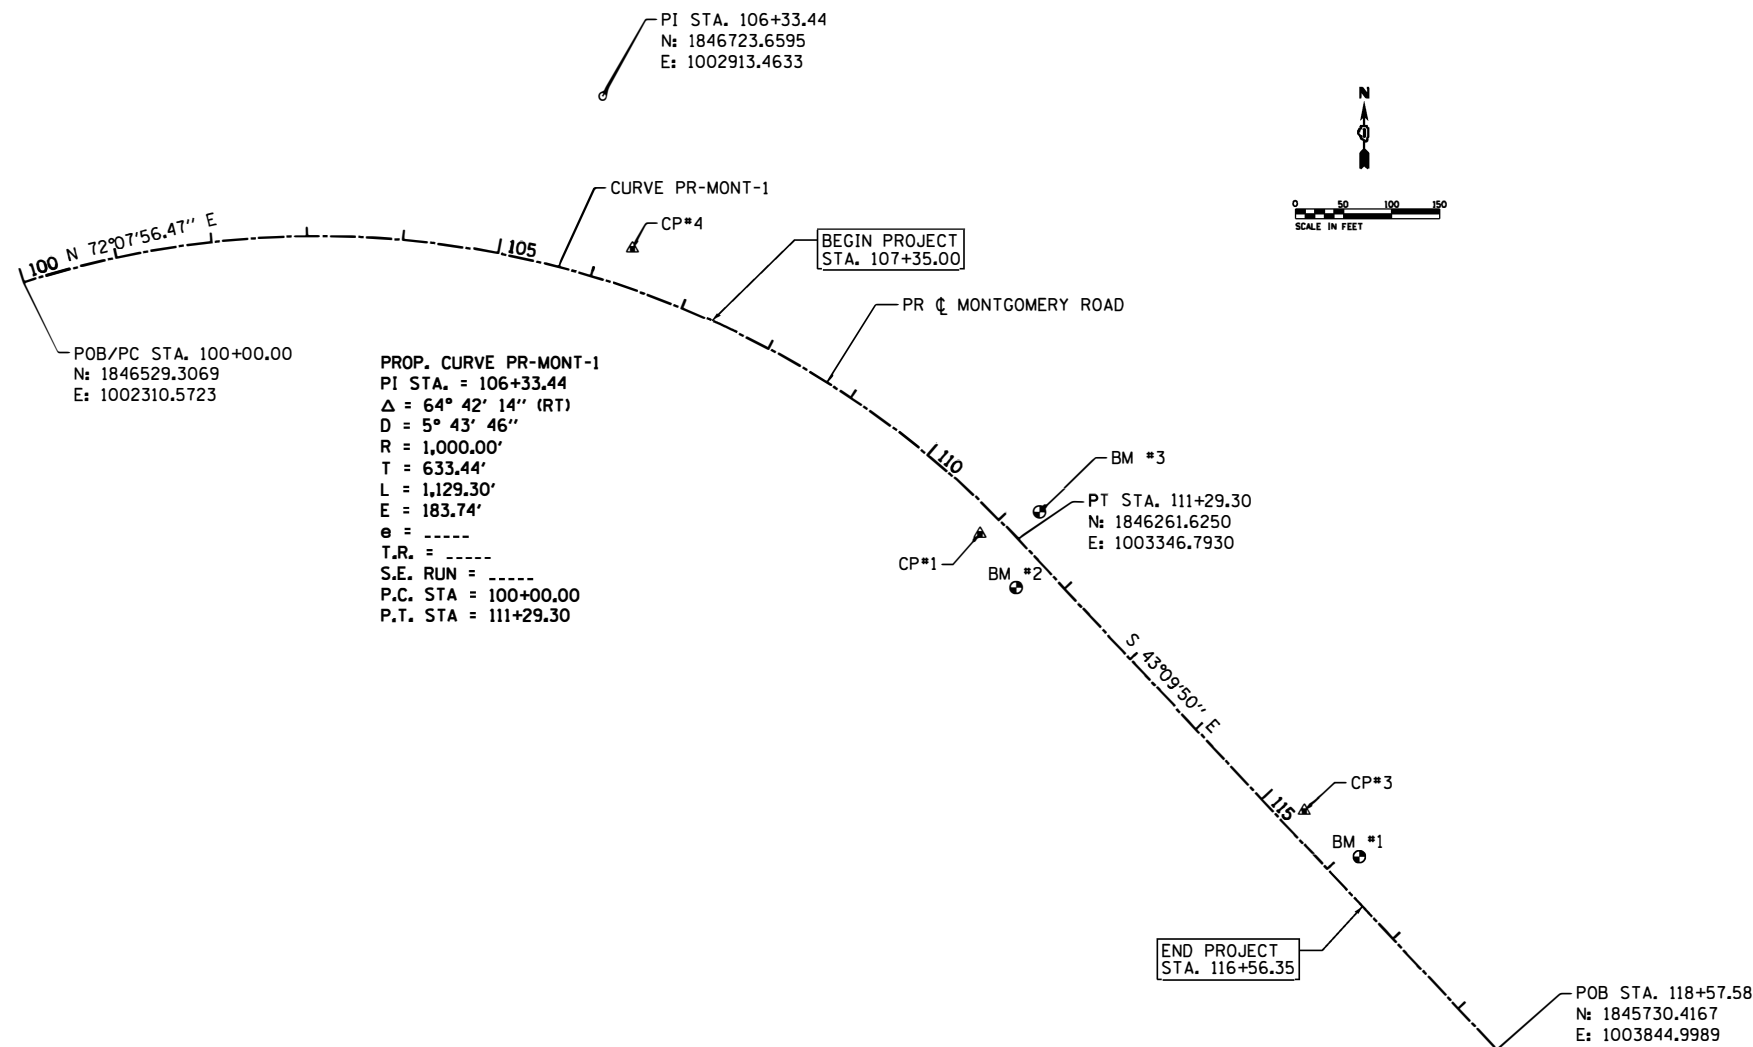 PI STA. 106+33.44
N: 1846723.6595
E: 1002913.4633
N
0 50 100 150
SCALE IN FEET
CURVE PR-MONT-1
CP#4
BEGIN PROJECT
STA. 107+35.00
100
N 72°07'56.47" E
105
PR ℄ MONTGOMERY ROAD
POB/PC STA. 100+00.00
N: 1846529.3069
E: 1002310.5723
PROP. CURVE PR-MONT-1
PI STA. = 106+33.44
Δ = 64° 42' 14" (RT)
D = 5° 43' 46"
R = 1,000.00'
T = 633.44'
L = 1,129.30'
E = 183.74'
e = -----
T.R. = -----
S.E. RUN = -----
P.C. STA = 100+00.00
P.T. STA = 111+29.30
110
BM #3
PT STA. 111+29.30
N: 1846261.6250
E: 1003346.7930
CP#1
BM #2
S 43°09'50" E
CP#3
115
BM #1
END PROJECT
STA. 116+56.35
POB STA. 118+57.58
N: 1845730.4167
E: 1003844.9989